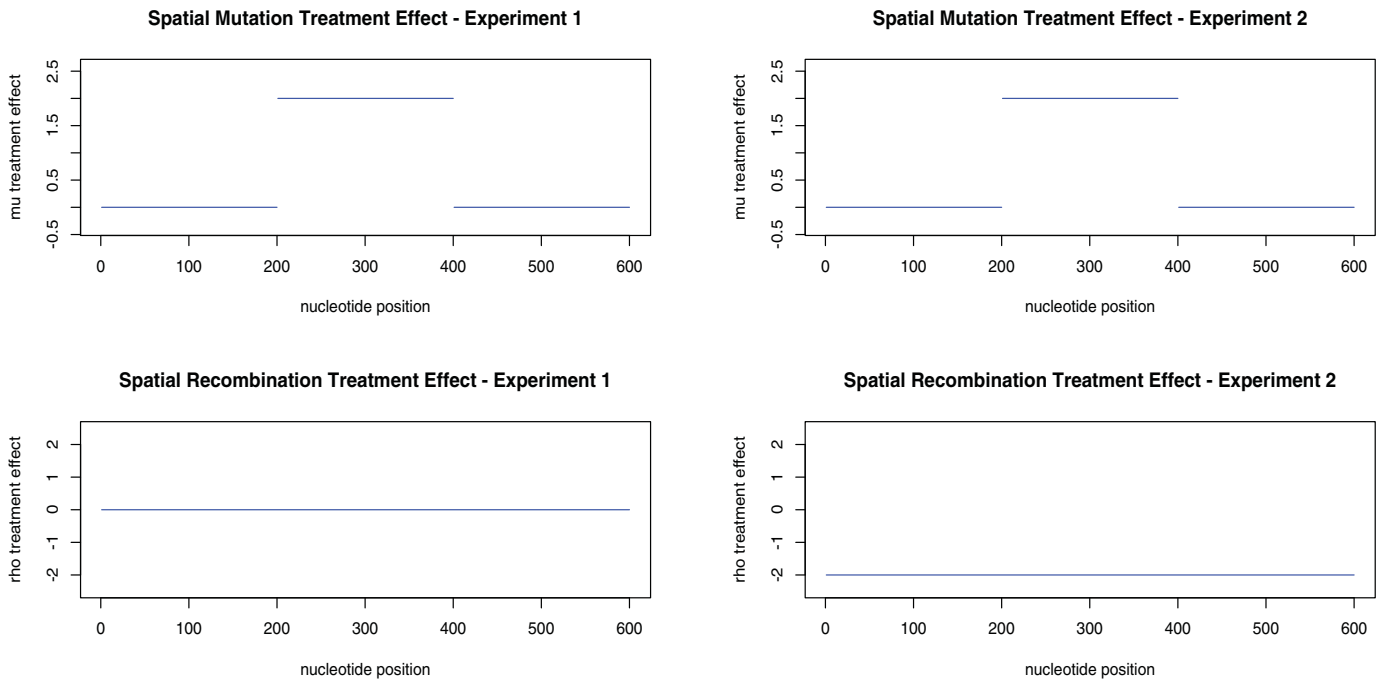 Spatial Mutation Treatment Effect - Experiment 1
mu treatment effect
2.5
1.5
0.5
-0.5
0 100 200 300 400 500 600
nucleotide position
Spatial Mutation Treatment Effect - Experiment 2
mu treatment effect
2.5
1.5
0.5
-0.5
0 100 200 300 400 500 600
nucleotide position
Spatial Recombination Treatment Effect - Experiment 1
rho treatment effect
2
1
0
-1
-2
0 100 200 300 400 500 600
nucleotide position
Spatial Recombination Treatment Effect - Experiment 2
rho treatment effect
2
1
0
-1
-2
0 100 200 300 400 500 600
nucleotide position